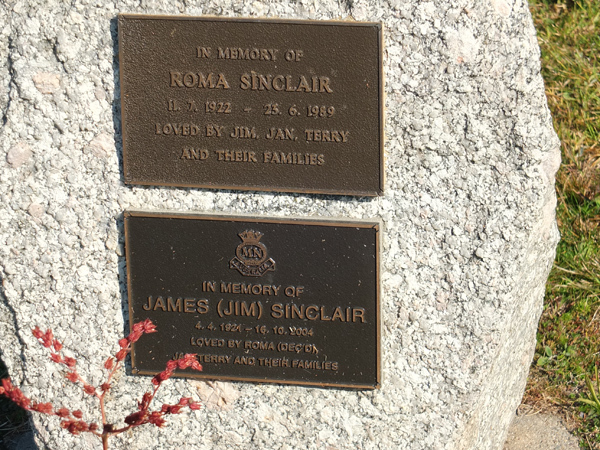 IN MEMORY OF
ROMA SINCLAIR
11. 7. 1922 - 25. 6. 1989
LOVED BY JIM, JAN, TERRY
AND THEIR FAMILIES
MN
IN MEMORY OF
JAMES (JIM) SINCLAIR
4. 4. 1921 - 16. 10. 2004
LOVED BY ROMA (DEC'D)
TERRY AND THEIR FAMILIES